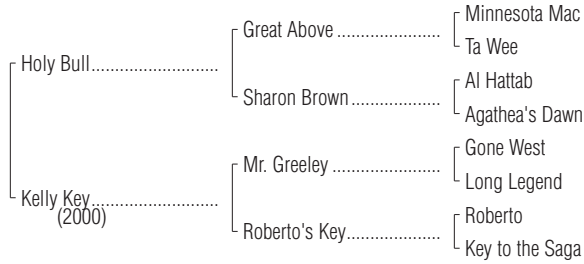 Minnesota Mac
Great Above
Ta Wee
Holy Bull
Al Hattab
Sharon Brown
Agathea's Dawn
Gone West
Mr. Greeley
Long Legend
Kelly Key
(2000)
Roberto
Roberto's Key
Key to the Saga